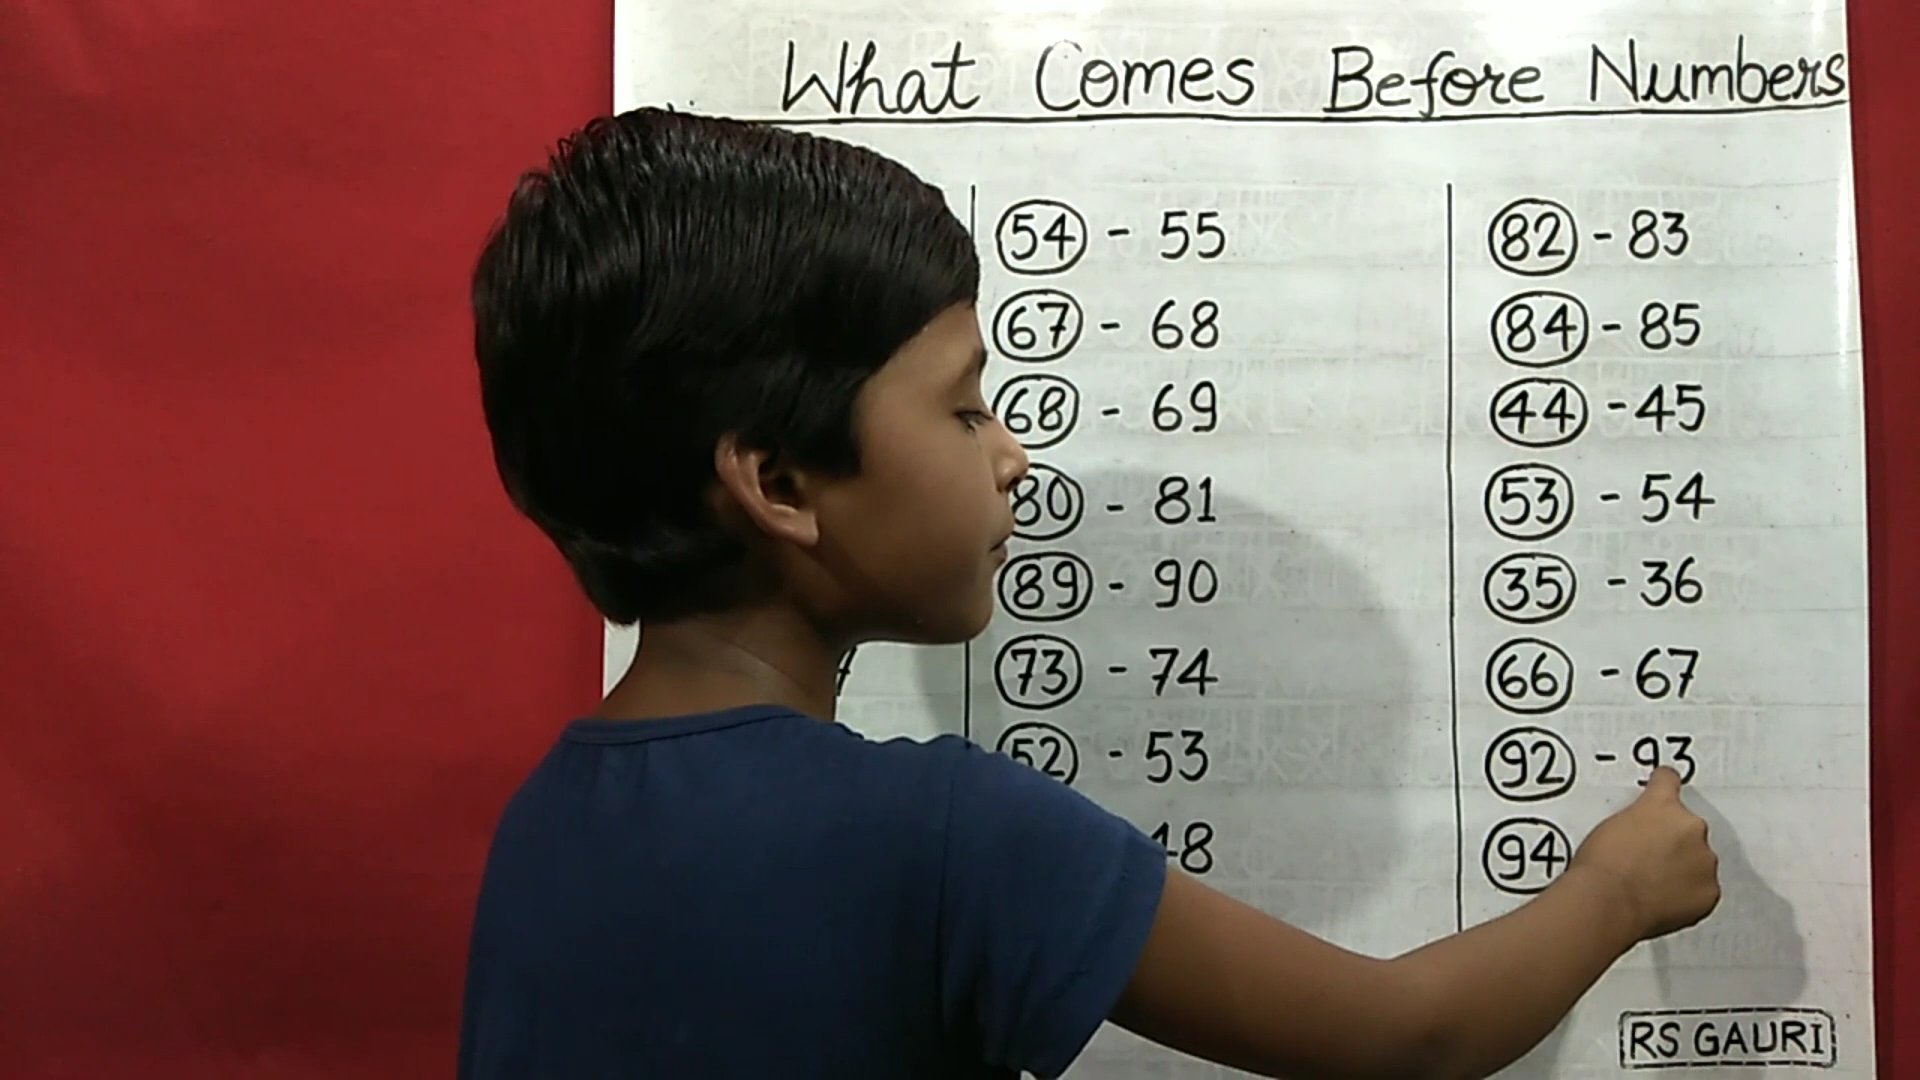 What Comes Before Numbers
54 - 55
67 - 68
68 - 69
80 - 81
89 - 90
73 - 74
52 - 53
48
82 - 83
84 - 85
44 - 45
53 - 54
35 - 36
66 - 67
92 - 93
94
RS GAURI